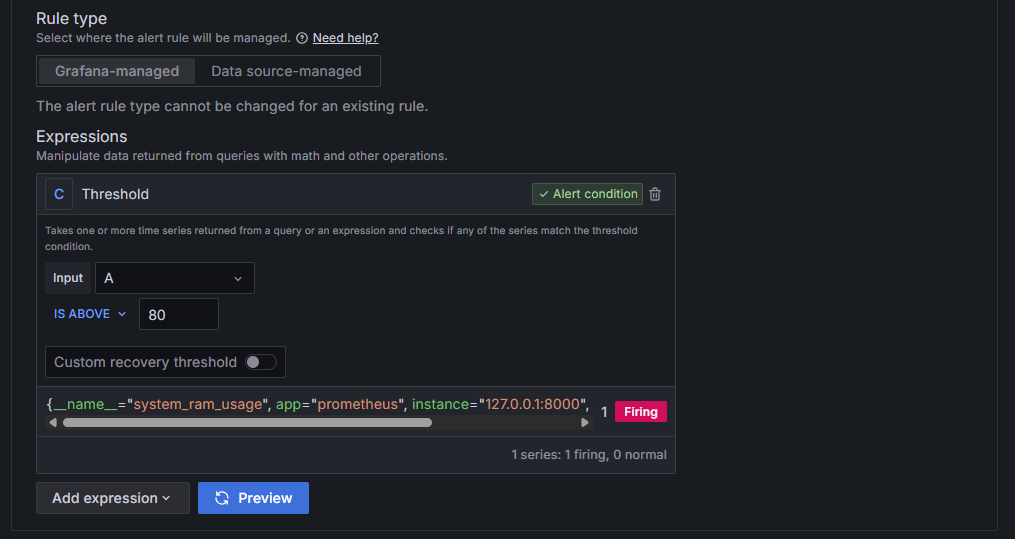 Rule type
Select where the alert rule will be managed. Need help?
Grafana-managed Data source-managed
The alert rule type cannot be changed for an existing rule.
Expressions
Manipulate data returned from queries with math and other operations.
C Threshold Alert condition
Takes one or more time series returned from a query or an expression and checks if any of the series match the threshold
condition.
Input A
IS ABOVE 80
Custom recovery threshold
{__name__="system_ram_usage", app="prometheus", instance="127.0.0.1:8000", 1 Firing
1 series: 1 firing, 0 normal
Add expression Preview